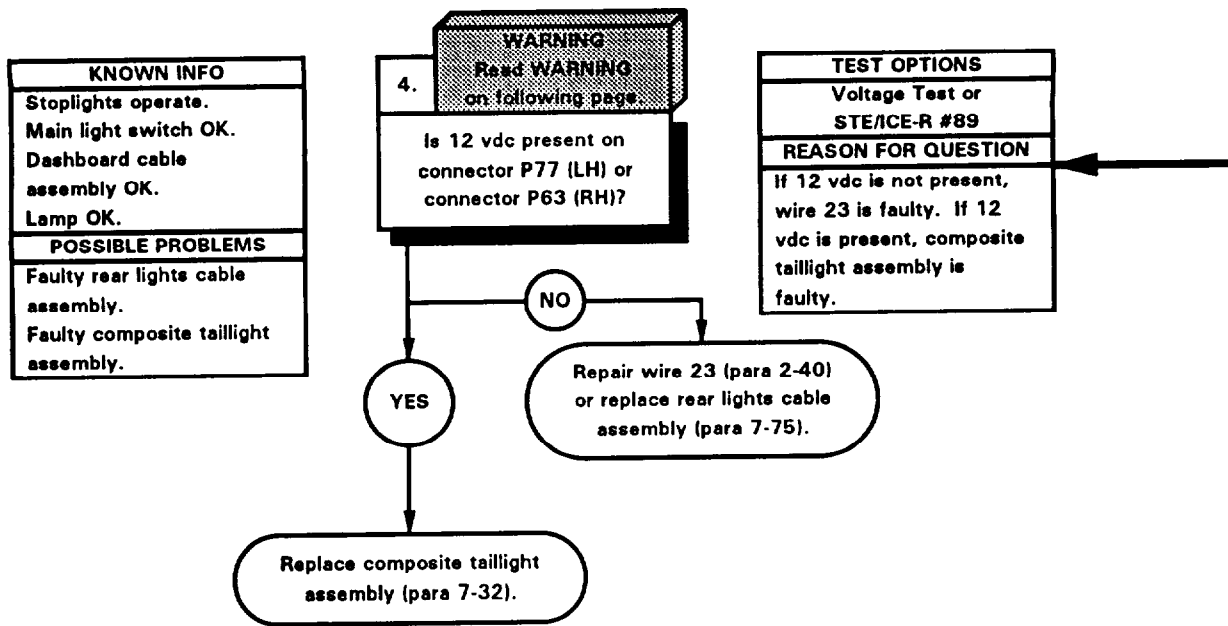 KNOWN INFO
Stoplights operate.
Main light switch OK.
Dashboard cable
assembly OK.
Lamp OK.
POSSIBLE PROBLEMS
Faulty rear lights cable
assembly.
Faulty composite taillight
assembly.
WARNING
Read WARNING
on following page.
4.
Is 12 vdc present on
connector P77 (LH) or
connector P63 (RH)?
TEST OPTIONS
Voltage Test or
STE/ICE-R #89
REASON FOR QUESTION
If 12 vdc is not present,
wire 23 is faulty. If 12
vdc is present, composite
taillight assembly is
faulty.
NO
YES
Repair wire 23 (para 2-40)
or replace rear lights cable
assembly (para 7-75).
Replace composite taillight
assembly (para 7-32).